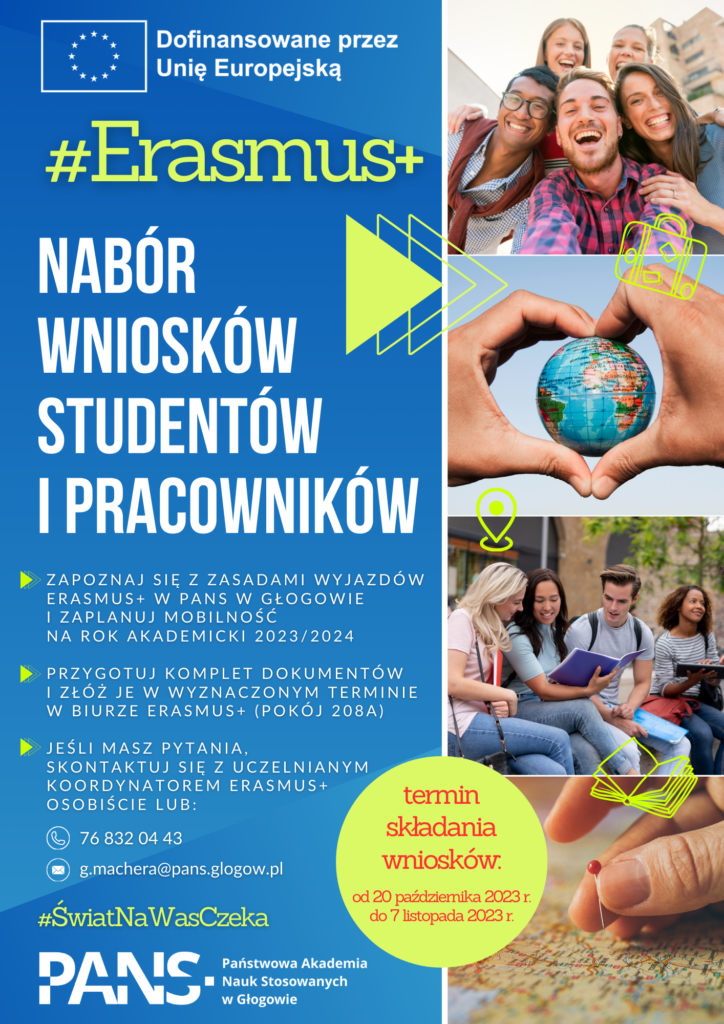 Dofinansowane przez
Unię Europejską
#Erasmus+
NABÓR
WNIOSKÓW
STUDENTÓW
I PRACOWNIKÓW
ZAPOZNAJ SIĘ Z ZASADAMI WYJAZDÓW
ERASMUS+ W PANS W GŁOGOWIE
I ZAPLANUJ MOBILNOŚĆ
NA ROK AKADEMICKI 2023/2024
PRZYGOTUJ KOMPLET DOKUMENTÓW
I ZŁÓŻ JE W WYZNACZONYM TERMINIE
W BIURZE ERASMUS+ (POKÓJ 208A)
JEŚLI MASZ PYTANIA,
SKONTAKTUJ SIĘ Z UCZELNIANYM
KOORDYNATOREM ERASMUS+
OSOBIŚCIE LUB:
76 832 04 43
g.machera@pans.glogow.pl
termin
składania
wniosków:
od 20 października 2023 r.
do 7 listopada 2023 r.
#ŚwiatNaWasCzeka
PANS
Państwowa Akademia
Nauk Stosowanych
w Głogowie